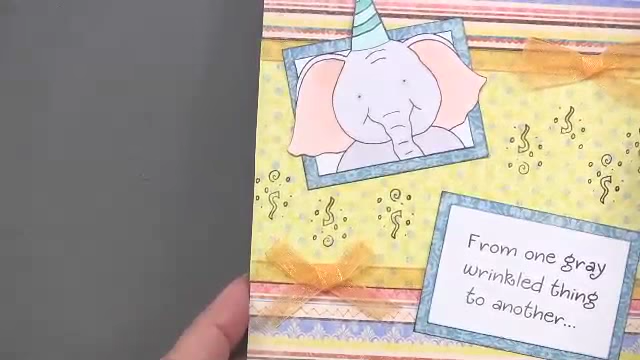 From one gray
wrinkled thing
to another...